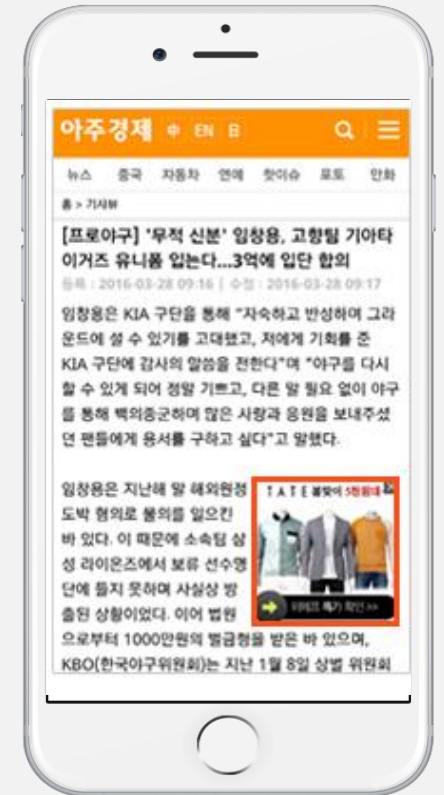 아주경제 中 EN 日
뉴스 중국 자동차 연예 핫이슈 포토 만화
홈 > 기사뷰
[프로야구] '무적 신분' 임창용, 고향팀 기아타
이거즈 유니폼 입는다...3억에 입단 합의
등록 : 2016-03-28 09:16 | 수정 : 2016-03-28 09:17
임창용은 KIA 구단을 통해 "자숙하고 반성하며 그라
운드에 설 수 있기를 고대했고, 저에게 기회를 준
KIA 구단에 감사의 말씀을 전한다"며 "야구를 다시
할 수 있게 되어 정말 기쁘고, 다른 말 필요 없이 야구
를 통해 백의종군하며 많은 사랑과 응원을 보내주셨
던 팬들에게 용서를 구하고 싶다"고 말했다.
임창용은 지난해 말 해외원정
도박 혐의로 물의를 일으킨
바 있다. 이 때문에 소속팀 삼
성 라이온즈에서 보류 선수명
단에 들지 못하며 사실상 방
출된 상황이었다. 이어 법원
으로부터 1000만원의 벌금형을 받은 바 있으며,
KBO(한국야구위원회)는 지난 1월 8일 상벌 위원회
TATE 봄맞이 5만원대
특가 확인 >>